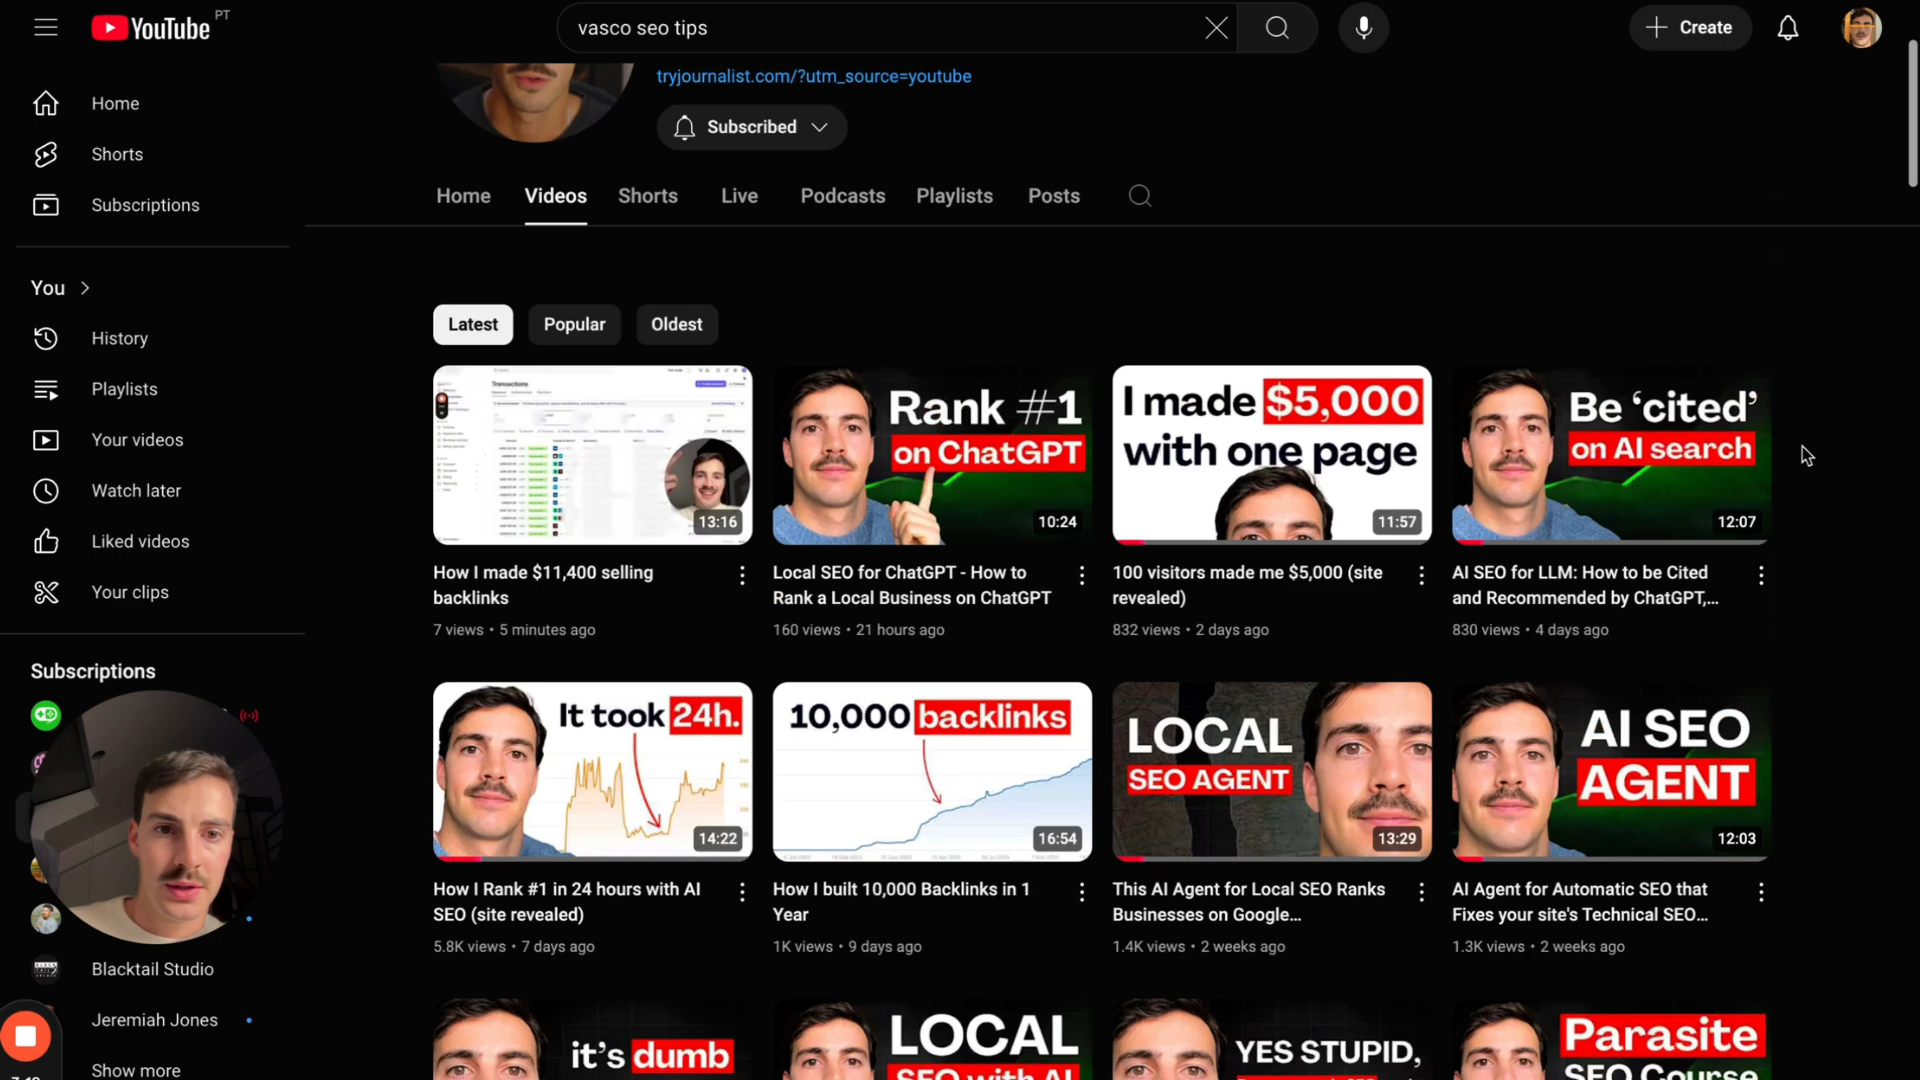 YouTube PT
vasco seo tips
Create
tryjournalist.com/?utm_source=youtube
Subscribed
Home
Shorts
Subscriptions
You
History
Playlists
Your videos
Watch later
Liked videos
Your clips
Subscriptions
Blacktail Studio
Jeremiah Jones
Show more
Home Videos Shorts Live Podcasts Playlists Posts
Latest Popular Oldest
Transactions
13:16
How I made $11,400 selling
backlinks
7 views • 5 minutes ago
Rank #1
on ChatGPT
10:24
Local SEO for ChatGPT - How to
Rank a Local Business on ChatGPT
160 views • 21 hours ago
I made $5,000
with one page
11:57
100 visitors made me $5,000 (site
revealed)
832 views • 2 days ago
Be ‘cited’
on AI search
12:07
AI SEO for LLM: How to be Cited
and Recommended by ChatGPT,...
830 views • 4 days ago
It took 24h.
14:22
How I Rank #1 in 24 hours with AI
SEO (site revealed)
5.8K views • 7 days ago
10,000 backlinks
16:54
How I built 10,000 Backlinks in 1
Year
1K views • 9 days ago
LOCAL
SEO AGENT
13:29
This AI Agent for Local SEO Ranks
Businesses on Google...
1.4K views • 2 weeks ago
AI SEO
AGENT
12:03
AI Agent for Automatic SEO that
Fixes your site's Technical SEO...
1.3K views • 2 weeks ago
it's dumb
LOCAL
SEO with AI
YES STUPID,
Parasite
SEO Course